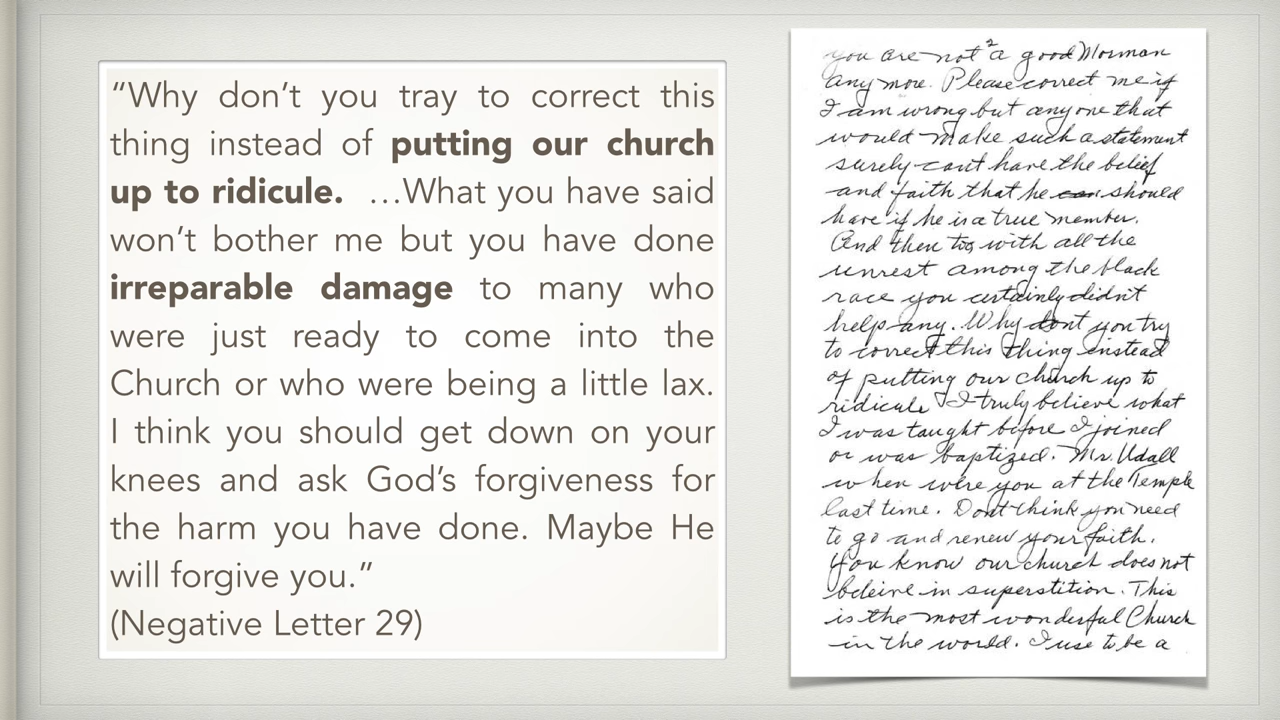 “Why don’t you tray to correct this
thing instead of putting our church
up to ridicule. …What you have said
won’t bother me but you have done
irreparable damage to many who
were just ready to come into the
Church or who were being a little lax.
I think you should get down on your
knees and ask God’s forgiveness for
the harm you have done. Maybe He
will forgive you.”
(Negative Letter 29)
2
you are not a good Morman
any more. Please correct me if
I am wrong but anyone that
would make such a statement
surely cant have the belief
and faith that he can should
have if he is a true member.
And then too, with all the
unrest among the black
race you certainly didn't
help any. Why dont you try
to correct this thing instead
of putting our church up to
ridicule I truly believe what
I was taught before I joined
or was baptized. Mr. Udall
when were you at the Temple
last time. Dont think you need
to go and renew your faith.
You know our church does not
beleive in superstition. This
is the most wonderful Church
in the world. I use to be a